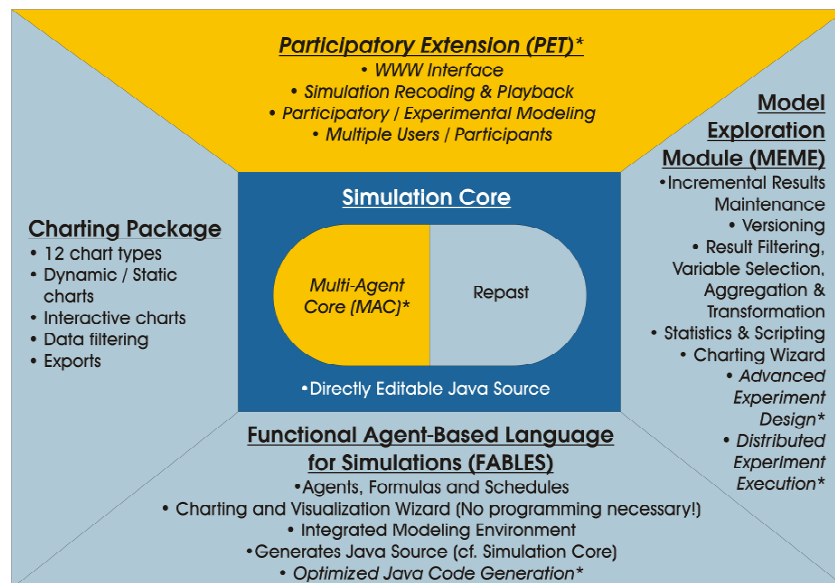 Participatory Extension (PET)*
• WWW Interface
• Simulation Recoding & Playback
• Participatory / Experimental Modeling
• Multiple Users / Participants
Model
Exploration
Module (MEME)
•Incremental Results
Maintenance
• Versioning
• Result Filtering,
Variable Selection,
Aggregation &
Transformation
• Statistics & Scripting
• Charting Wizard
• Advanced
Experiment
Design*
• Distributed
Experiment
Execution*
Charting Package
• 12 chart types
• Dynamic / Static
charts
• Interactive charts
• Data filtering
• Exports
Simulation Core
Multi-Agent
Core (MAC)*
Repast
•Directly Editable Java Source
Functional Agent-Based Language
for Simulations (FABLES)
•Agents, Formulas and Schedules
• Charting and Visualization Wizard (No programming necessary!)
• Integrated Modeling Environment
•Generates Java Source (cf. Simulation Core)
• Optimized Java Code Generation*